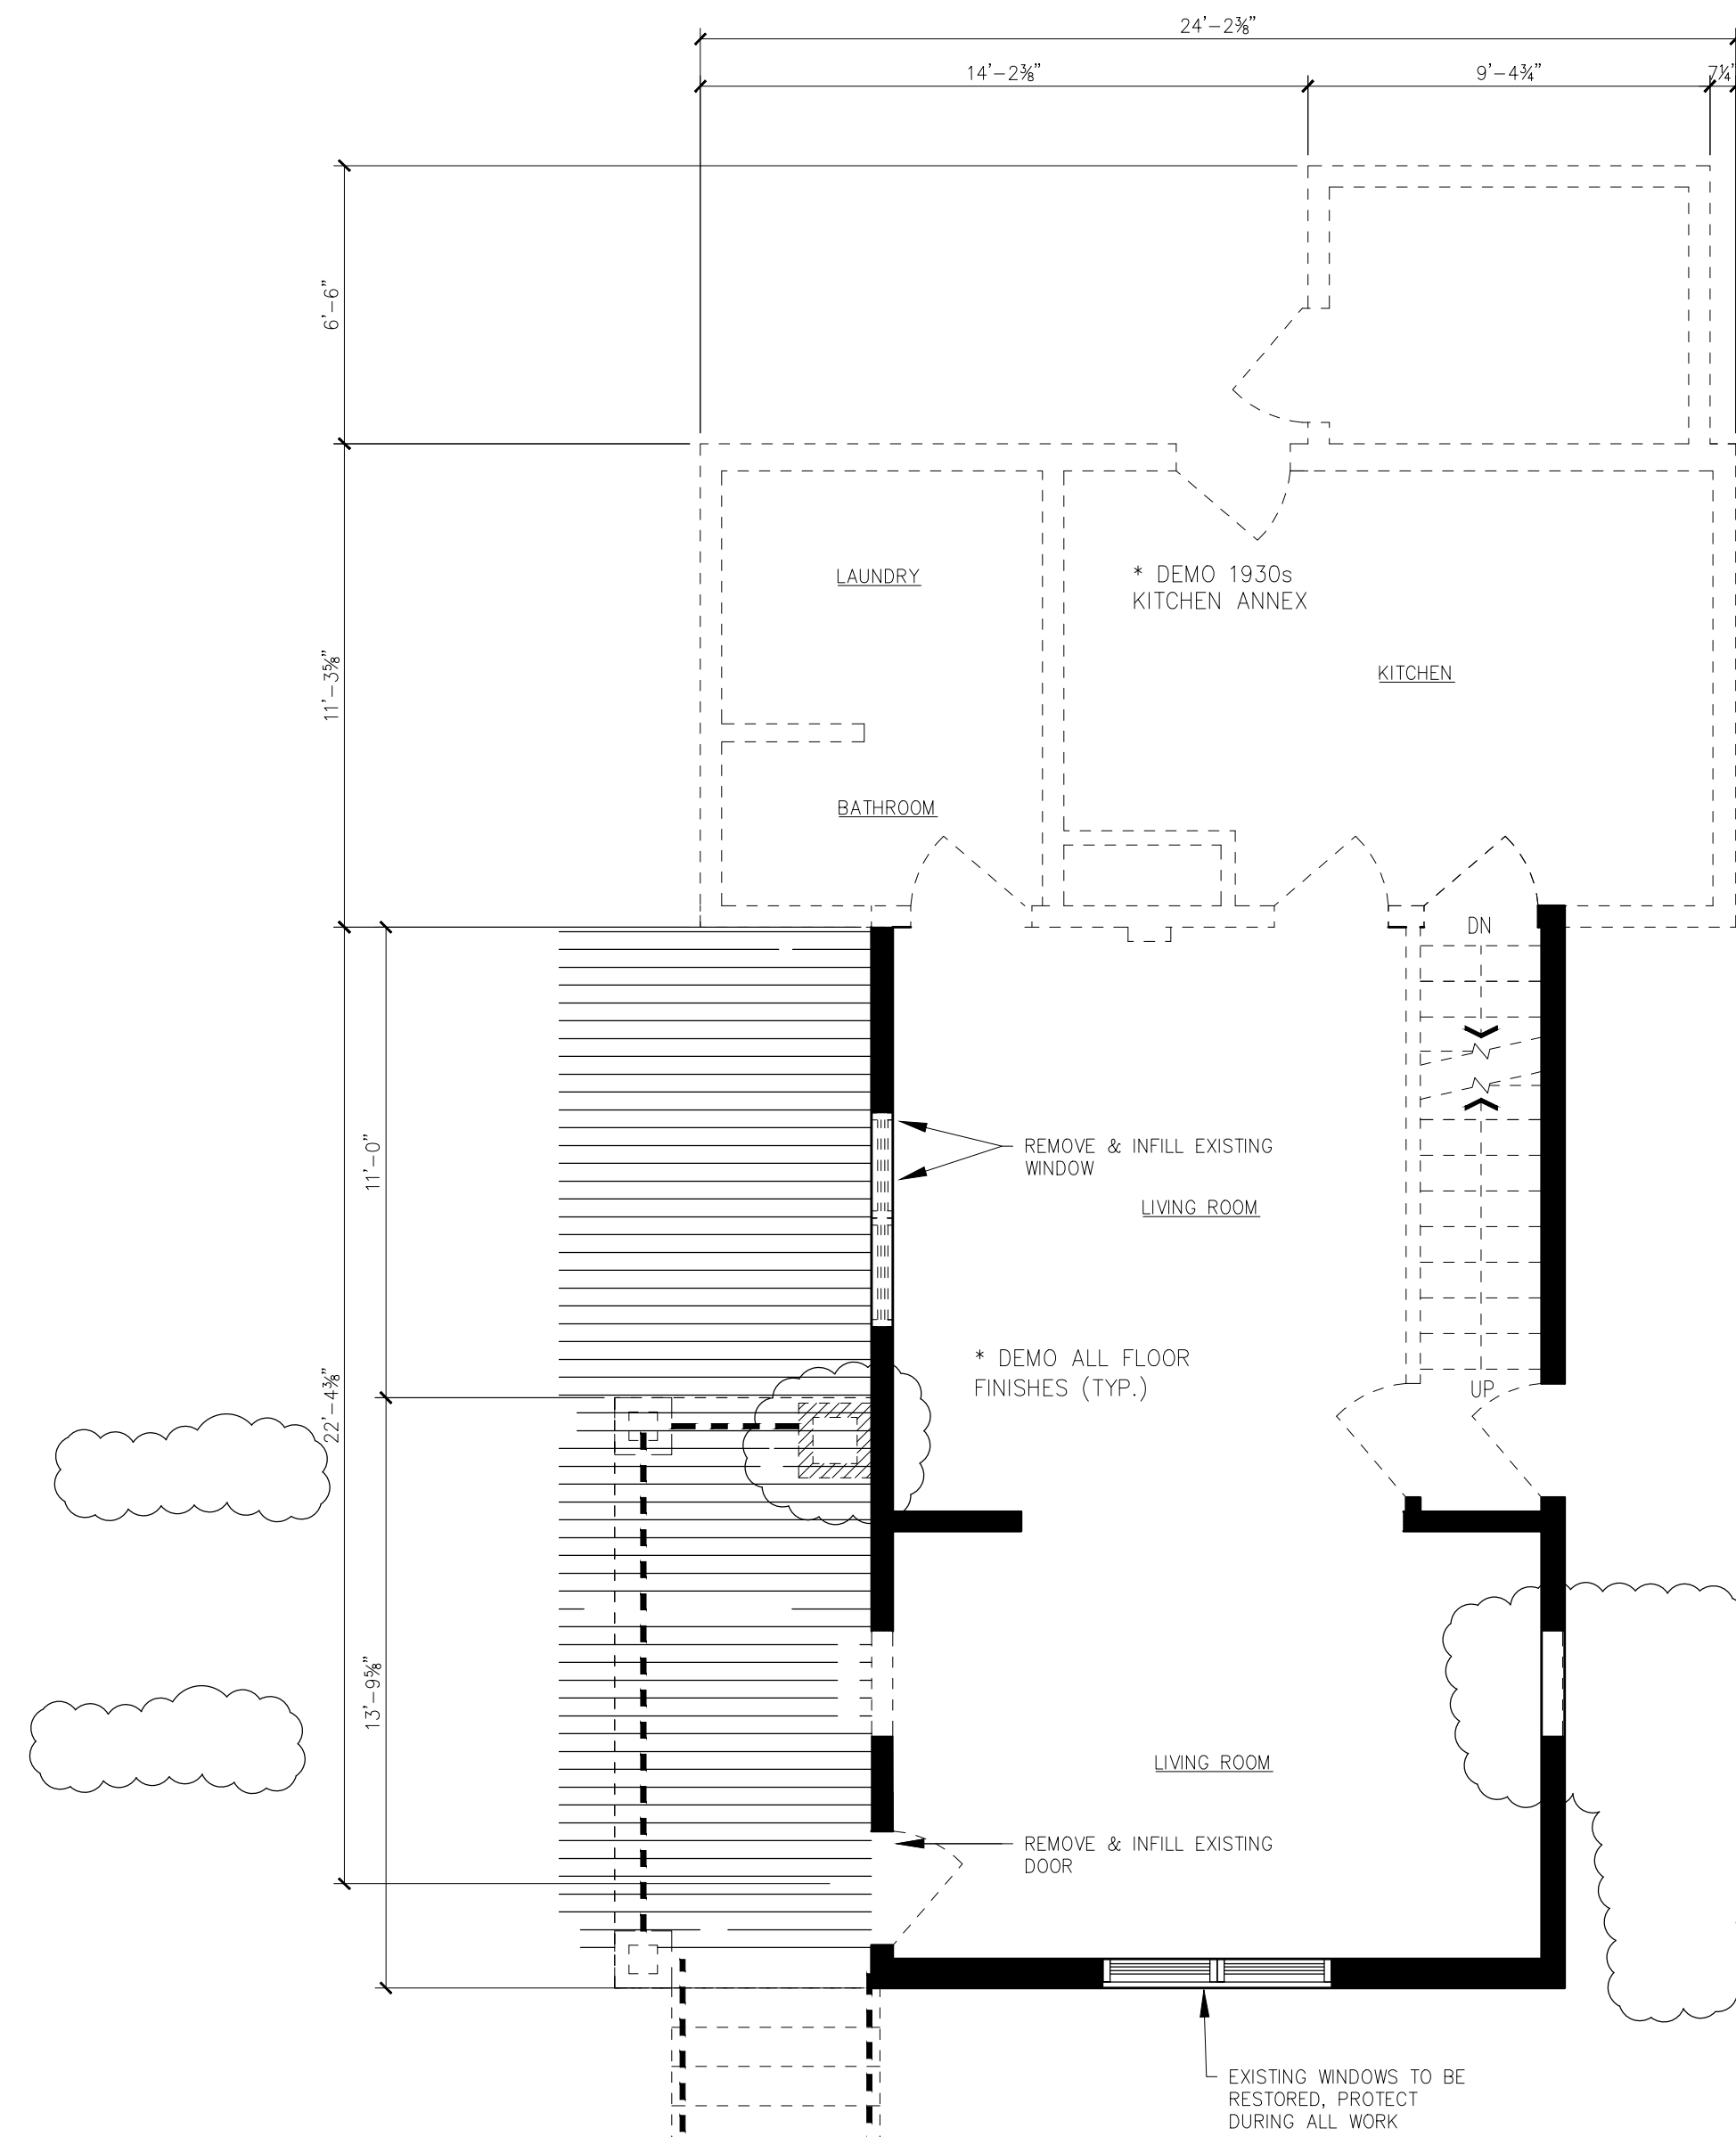 24'-2⅜"
14'-2⅜"
9'-4¾"
7¼"
6'-6"
LAUNDRY
* DEMO 1930s
KITCHEN ANNEX
KITCHEN
11'-3⅝"
BATHROOM
DN
11'-0"
REMOVE & INFILL EXISTING
WINDOW
LIVING ROOM
* DEMO ALL FLOOR
FINISHES (TYP.)
UP
22'-4⅜"
13'-9⅝"
LIVING ROOM
REMOVE & INFILL EXISTING
DOOR
EXISTING WINDOWS TO BE
RESTORED, PROTECT
DURING ALL WORK